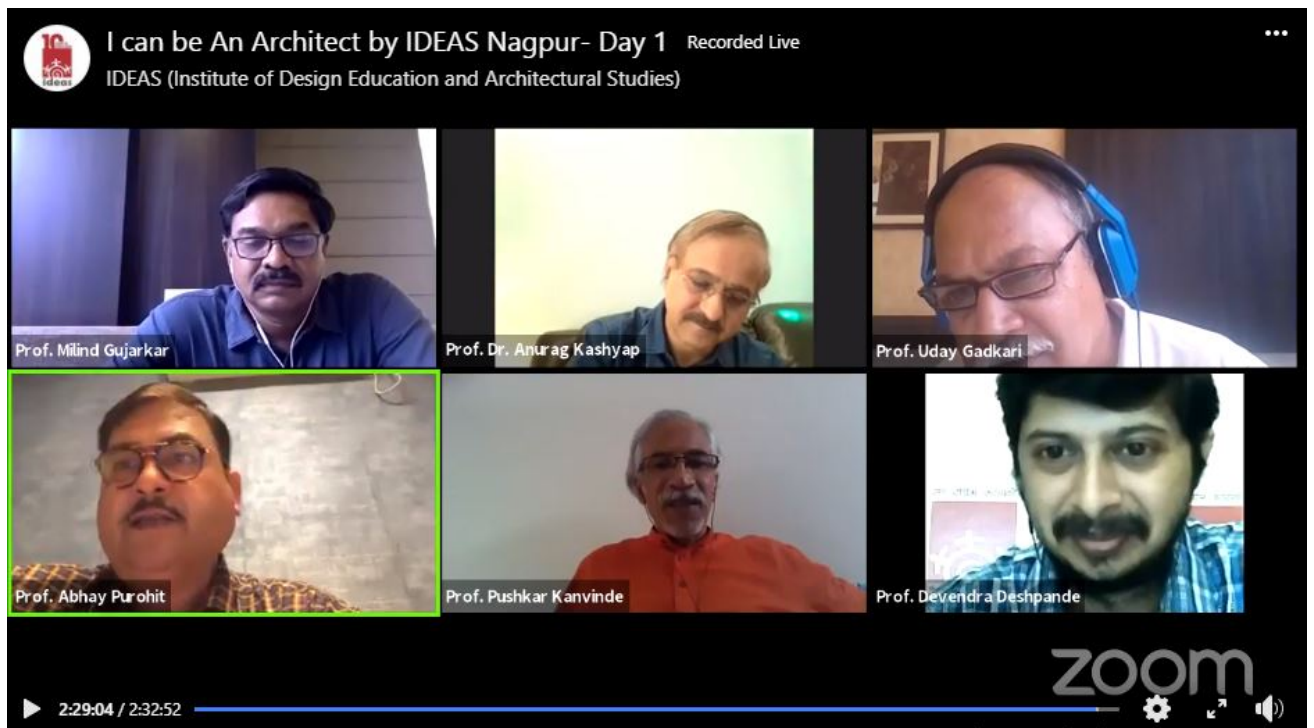 I can be An Architect by IDEAS Nagpur- Day 1 Recorded Live
IDEAS (Institute of Design Education and Architectural Studies)
ideas
Prof. Milind Gujarkar
Prof. Dr. Anurag Kashyap
Prof. Uday Gadkari
Prof. Abhay Purohit
Prof. Pushkar Kanvinde
Prof. Devendra Deshpande
zoom
2:29:04 / 2:32:52